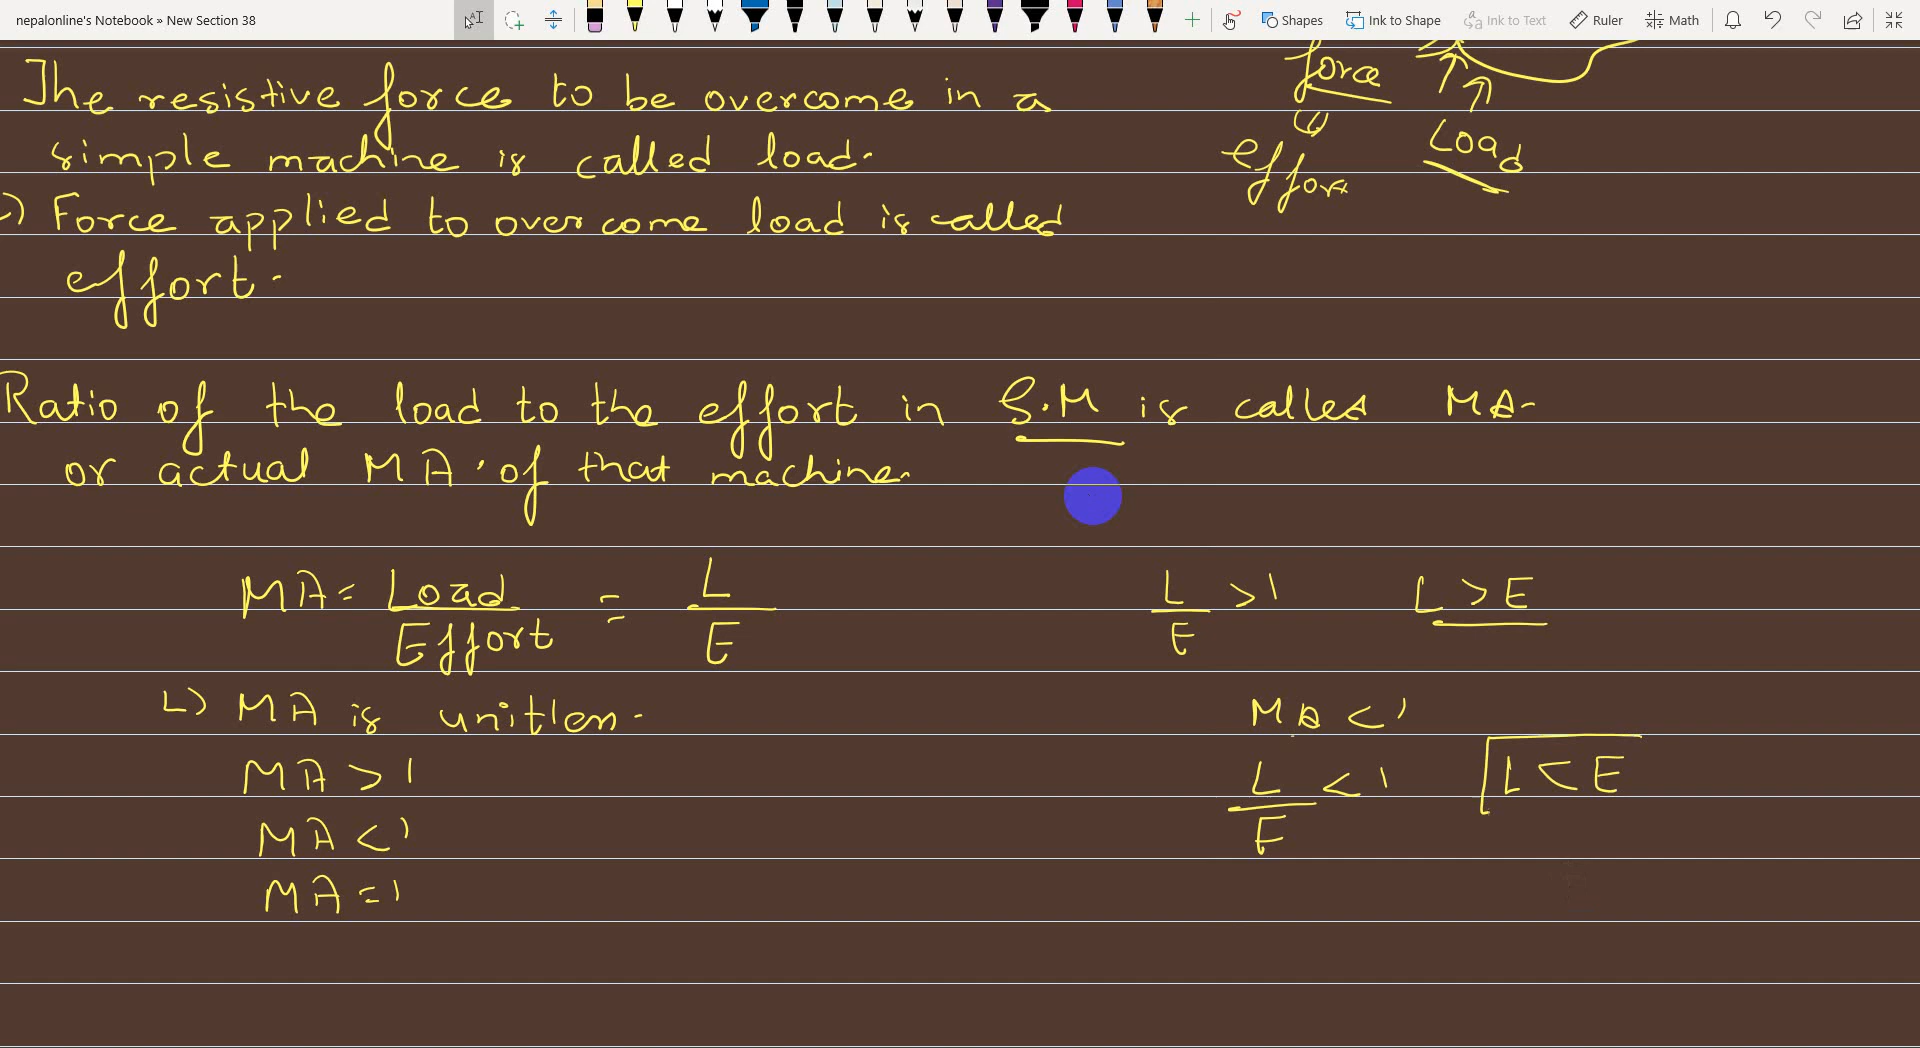 nepalonline's Notebook » New Section 38
Shapes Ink to Shape Ink to Text Ruler Math
force
Load
effort
The resistive force to be overcome in a
simple machine is called load.
Force applied to overcome load is called
effort.
Ratio of the load to the effort in S.M is called MA.
or actual MA. of that machine.
MA = Load / Effort = L / E
L / E > 1 L > E
MA is unitless.
MA > 1
MA < 1
MA = 1
MA < 1
L / E < 1 L < E